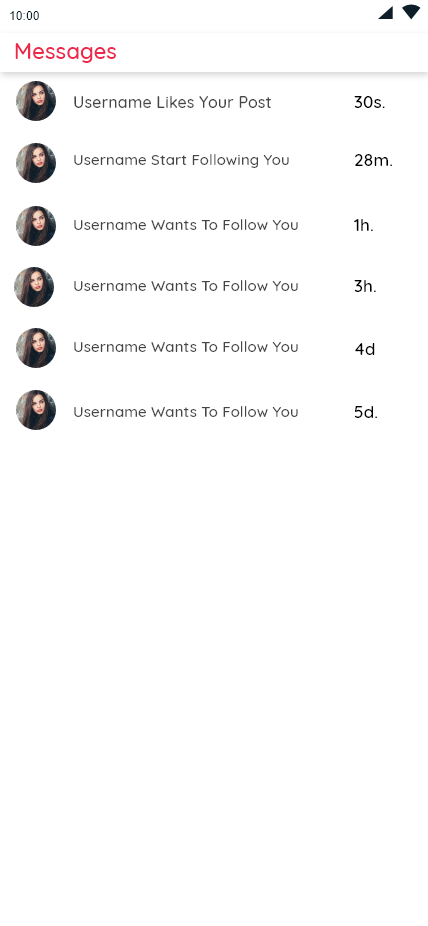 10:00
Messages
Username Likes Your Post 30s.
Username Start Following You 28m.
Username Wants To Follow You 1h.
Username Wants To Follow You 3h.
Username Wants To Follow You 4d
Username Wants To Follow You 5d.